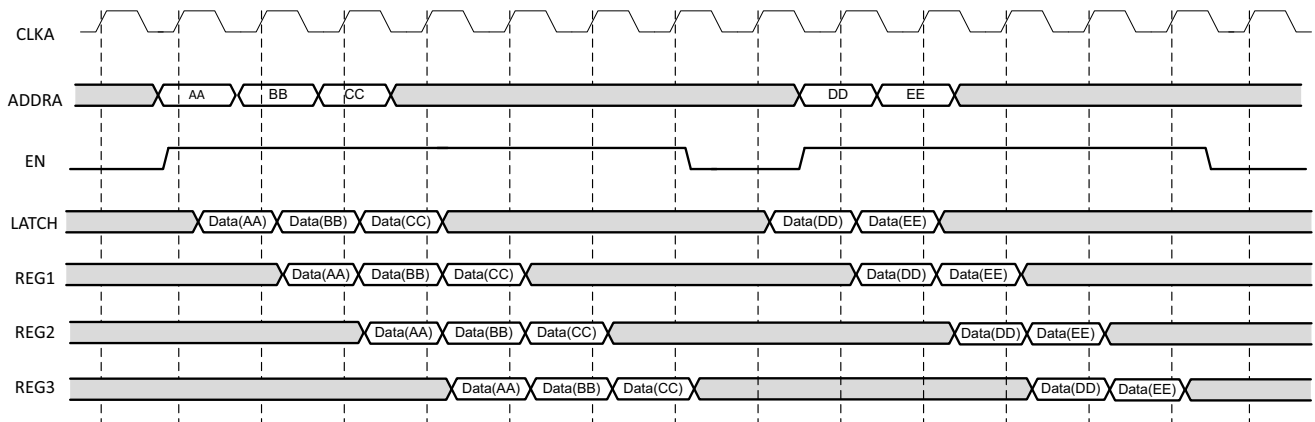 CLKA
ADDRA AA BB CC DD EE
EN
LATCH Data(AA) Data(BB) Data(CC) Data(DD) Data(EE)
REG1 Data(AA) Data(BB) Data(CC) Data(DD) Data(EE)
REG2 Data(AA) Data(BB) Data(CC) Data(DD) Data(EE)
REG3 Data(AA) Data(BB) Data(CC) Data(DD) Data(EE)